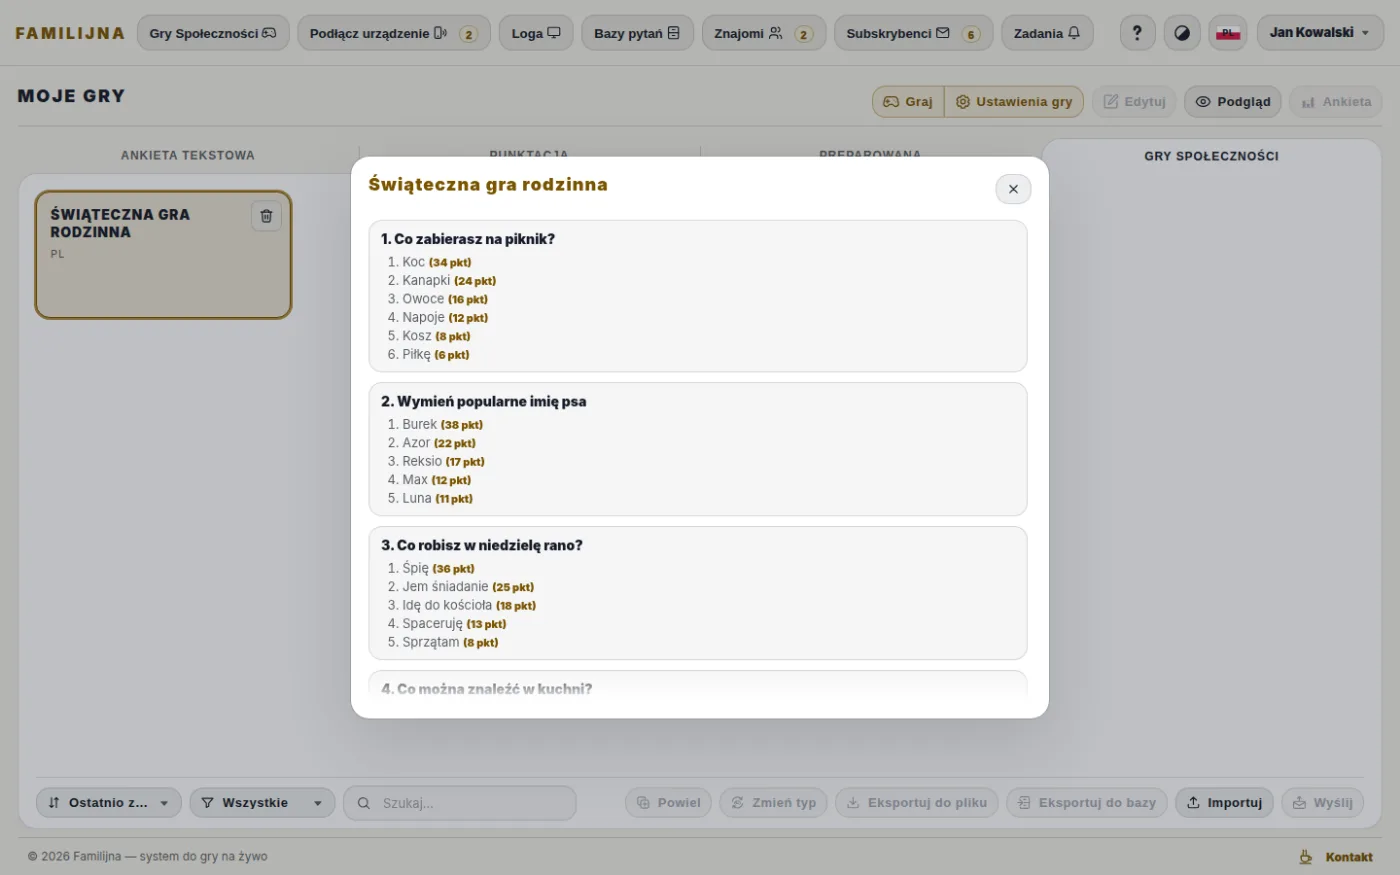 FAMILIJNA
Gry Społeczności
Podłącz urządzenie 2
Loga
Bazy pytań
Znajomi 2
Subskrybenci 6
Zadania
?
PL
Jan Kowalski
MOJE GRY
Graj
Ustawienia gry
Edytuj
Podgląd
Ankieta
ANKIETA TEKSTOWA
PUNKTACJA
PREPAROWANA
GRY SPOŁECZNOŚCI
ŚWIĄTECZNA GRA
RODZINNA
PL
Świąteczna gra rodzinna
1. Co zabierasz na piknik?
1. Koc (34 pkt)
2. Kanapki (24 pkt)
3. Owoce (16 pkt)
4. Napoje (12 pkt)
5. Kosz (8 pkt)
6. Piłkę (6 pkt)
2. Wymień popularne imię psa
1. Burek (38 pkt)
2. Azor (22 pkt)
3. Reksio (17 pkt)
4. Max (12 pkt)
5. Luna (11 pkt)
3. Co robisz w niedzielę rano?
1. Śpię (36 pkt)
2. Jem śniadanie (25 pkt)
3. Idę do kościoła (18 pkt)
4. Spaceruję (13 pkt)
5. Sprzątam (8 pkt)
4. Co można znaleźć w kuchni?
Ostatnio z...
Wszystkie
Szukaj...
Powiel
Zmień typ
Eksportuj do pliku
Eksportuj do bazy
Importuj
Wyślij
© 2026 Familijna — system do gry na żywo
Kontakt